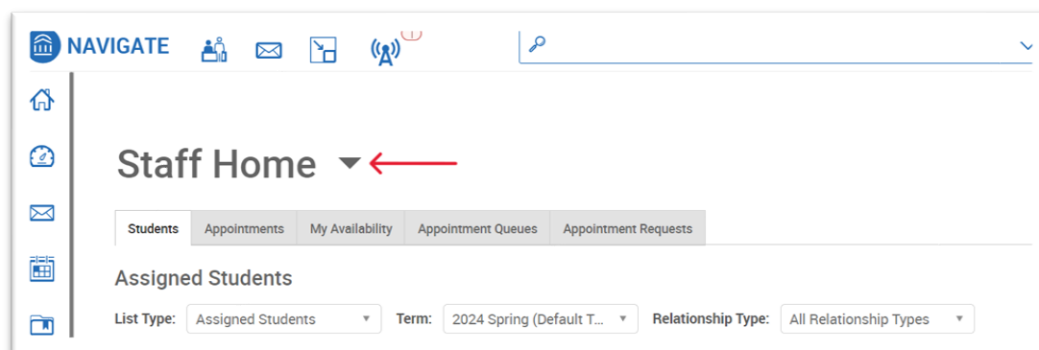 NAVIGATE
Staff Home
Students Appointments My Availability Appointment Queues Appointment Requests
Assigned Students
List Type: Assigned Students Term: 2024 Spring (Default T... Relationship Type: All Relationship Types